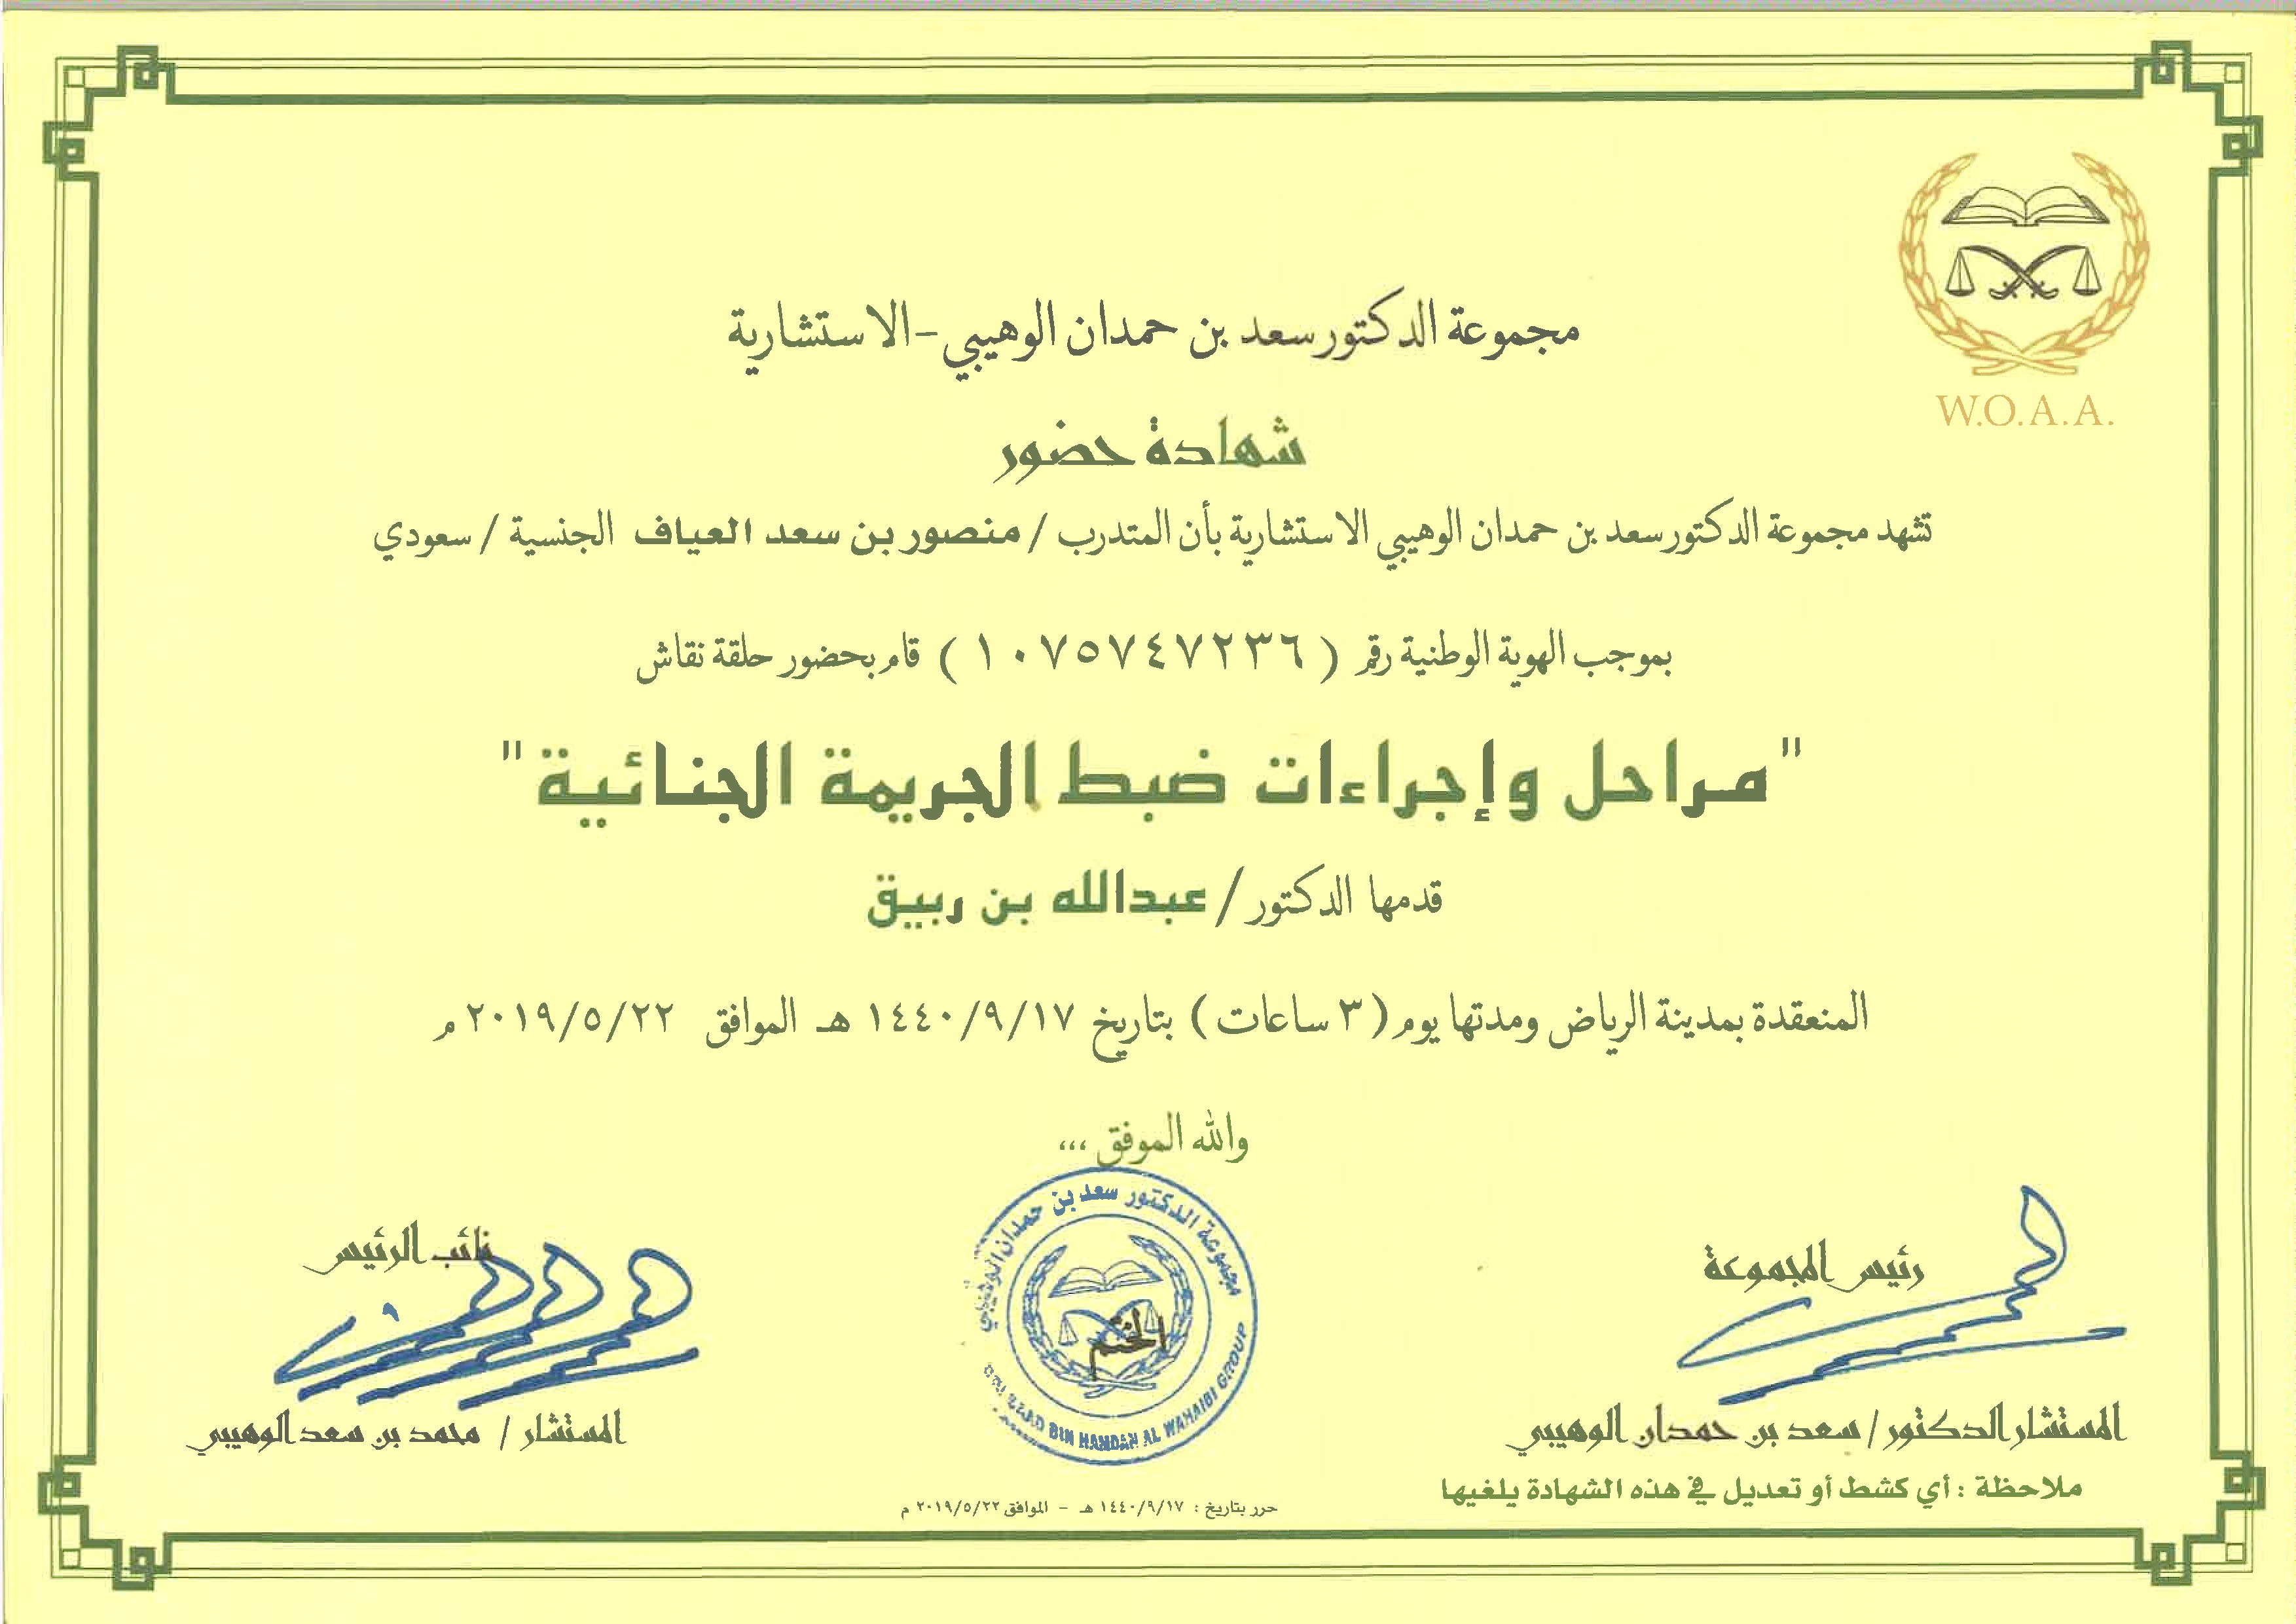 W.O.A.A.
مجموعة الدكتور سعد بن حمدان الوهيبي-الاستشارية
شهادة حضور
تشهد مجموعة الدكتور سعد بن حمدان الوهيبي الاستشارية بأن المتدرب / منصور بن سعد العياف الجنسية / سعودي
بموجب الهوية الوطنية رقم ( ١٠٧٥٧٤٧٢٣٦ ) قام بحضور حلقة نقاش
"مراحل وإجراءات ضبط الجريمة الجنائية"
قدمها الدكتور / عبدالله بن ربيق
المنعقدة بمدينة الرياض ومدتها يوم (٣ ساعات) بتاريخ ١٤٤٠/٩/١٧ هـ الموافق ٢٠١٩/٥/٢٢ م
والله الموفق ،،،
رئيس المجموعة
نائب الرئيس
مجموعة الدكتور سعد بن حمدان الوهيبي
الختم
SAAD BIN HAMDAN AL WAHAIBI GROUP
المستشار الدكتور / سعد بن حمدان الوهيبي
المستشار / محمد بن سعد الوهيبي
ملاحظة : أي كشط أو تعديل في هذه الشهادة يلغيها
حرر بتاريخ : ١٤٤٠/٩/١٧ هـ - الموافق ٢٠١٩/٥/٢٢ م